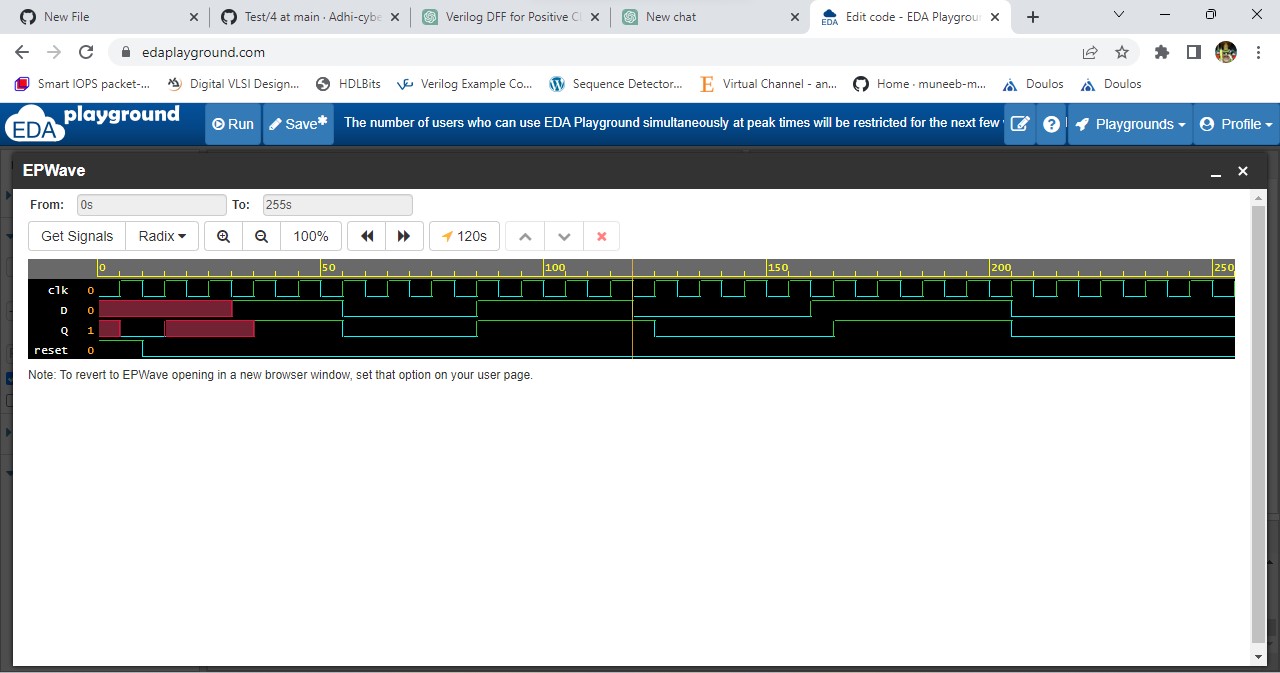 New File
Test/4 at main · Adhi-cybe
Verilog DFF for Positive Cl
New chat
EDA
Edit code - EDA Playgroun
edaplayground.com
Smart IOPS packet-...
Digital VLSI Design...
HDLBits
Verilog Example Co...
Sequence Detector...
Virtual Channel - an...
Home · muneeb-m...
Doulos
Doulos
EDA playground
Run
Save*
The number of users who can use EDA Playground simultaneously at peak times will be restricted for the next few
Playgrounds
Profile
EPWave
From: 0s To: 255s
Get Signals Radix 100% 120s
0 50 100 150 200 250
clk 0
D 0
Q 1
reset 0
Note: To revert to EPWave opening in a new browser window, set that option on your user page.